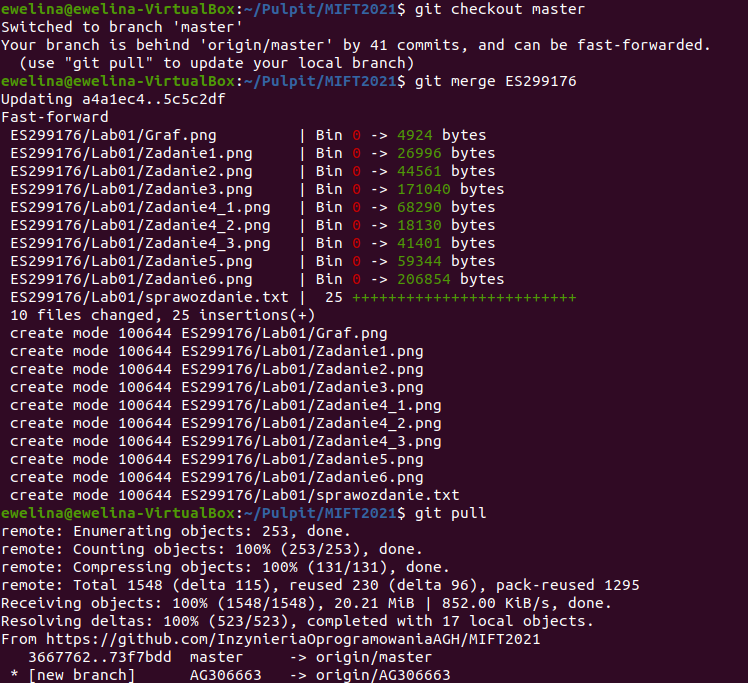 ewelina@ewelina-VirtualBox:~/Pulpit/MIFT2021$ git checkout master
Switched to branch 'master'
Your branch is behind 'origin/master' by 41 commits, and can be fast-forwarded.
  (use "git pull" to update your local branch)
ewelina@ewelina-VirtualBox:~/Pulpit/MIFT2021$ git merge ES299176
Updating a4a1ec4..5c5c2df
Fast-forward
 ES299176/Lab01/Graf.png         | Bin 0 -> 4924 bytes
 ES299176/Lab01/Zadanie1.png     | Bin 0 -> 26996 bytes
 ES299176/Lab01/Zadanie2.png     | Bin 0 -> 44561 bytes
 ES299176/Lab01/Zadanie3.png     | Bin 0 -> 171040 bytes
 ES299176/Lab01/Zadanie4_1.png   | Bin 0 -> 68290 bytes
 ES299176/Lab01/Zadanie4_2.png   | Bin 0 -> 18130 bytes
 ES299176/Lab01/Zadanie4_3.png   | Bin 0 -> 41401 bytes
 ES299176/Lab01/Zadanie5.png     | Bin 0 -> 59344 bytes
 ES299176/Lab01/Zadanie6.png     | Bin 0 -> 206854 bytes
 ES299176/Lab01/sprawozdanie.txt |  25 +++++++++++++++++++++++++
 10 files changed, 25 insertions(+)
 create mode 100644 ES299176/Lab01/Graf.png
 create mode 100644 ES299176/Lab01/Zadanie1.png
 create mode 100644 ES299176/Lab01/Zadanie2.png
 create mode 100644 ES299176/Lab01/Zadanie3.png
 create mode 100644 ES299176/Lab01/Zadanie4_1.png
 create mode 100644 ES299176/Lab01/Zadanie4_2.png
 create mode 100644 ES299176/Lab01/Zadanie4_3.png
 create mode 100644 ES299176/Lab01/Zadanie5.png
 create mode 100644 ES299176/Lab01/Zadanie6.png
 create mode 100644 ES299176/Lab01/sprawozdanie.txt
ewelina@ewelina-VirtualBox:~/Pulpit/MIFT2021$ git pull
remote: Enumerating objects: 253, done.
remote: Counting objects: 100% (253/253), done.
remote: Compressing objects: 100% (131/131), done.
remote: Total 1548 (delta 115), reused 230 (delta 96), pack-reused 1295
Receiving objects: 100% (1548/1548), 20.21 MiB | 852.00 KiB/s, done.
Resolving deltas: 100% (523/523), completed with 17 local objects.
From https://github.com/InzynieriaOprogramowaniaAGH/MIFT2021
   3667762..73f7bdd  master     -> origin/master
 * [new branch]      AG306663   -> origin/AG306663